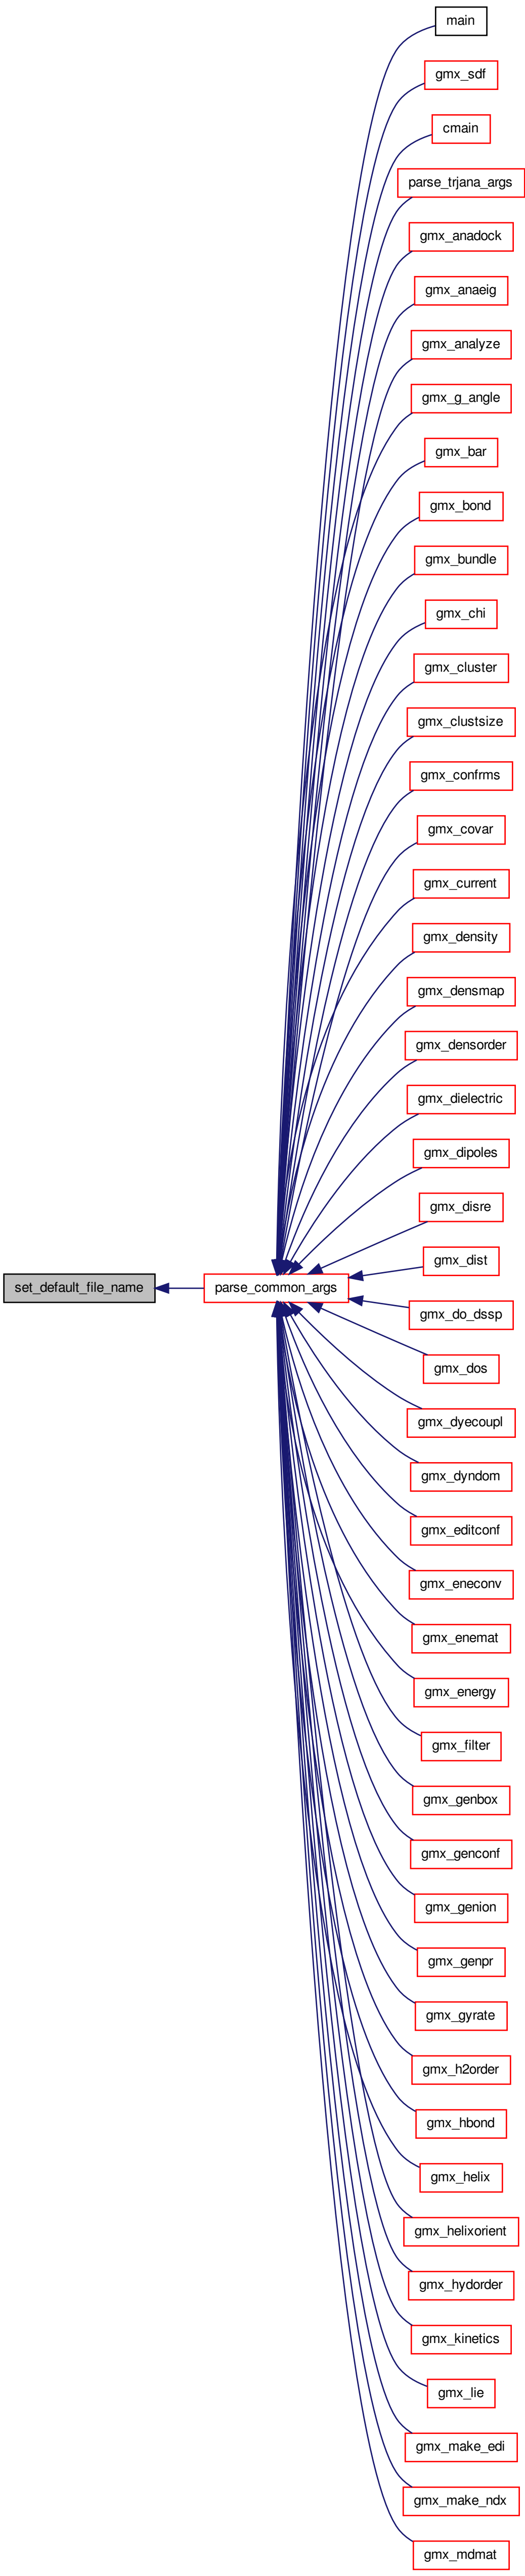 main
gmx_sdf
cmain
parse_trjana_args
gmx_anadock
gmx_anaeig
gmx_analyze
gmx_g_angle
gmx_bar
gmx_bond
gmx_bundle
gmx_chi
gmx_cluster
gmx_clustsize
gmx_confrms
gmx_covar
gmx_current
gmx_density
gmx_densmap
gmx_densorder
gmx_dielectric
gmx_dipoles
gmx_disre
gmx_dist
set_default_file_name
parse_common_args
gmx_do_dssp
gmx_dos
gmx_dyecoupl
gmx_dyndom
gmx_editconf
gmx_eneconv
gmx_enemat
gmx_energy
gmx_filter
gmx_genbox
gmx_genconf
gmx_genion
gmx_genpr
gmx_gyrate
gmx_h2order
gmx_hbond
gmx_helix
gmx_helixorient
gmx_hydorder
gmx_kinetics
gmx_lie
gmx_make_edi
gmx_make_ndx
gmx_mdmat